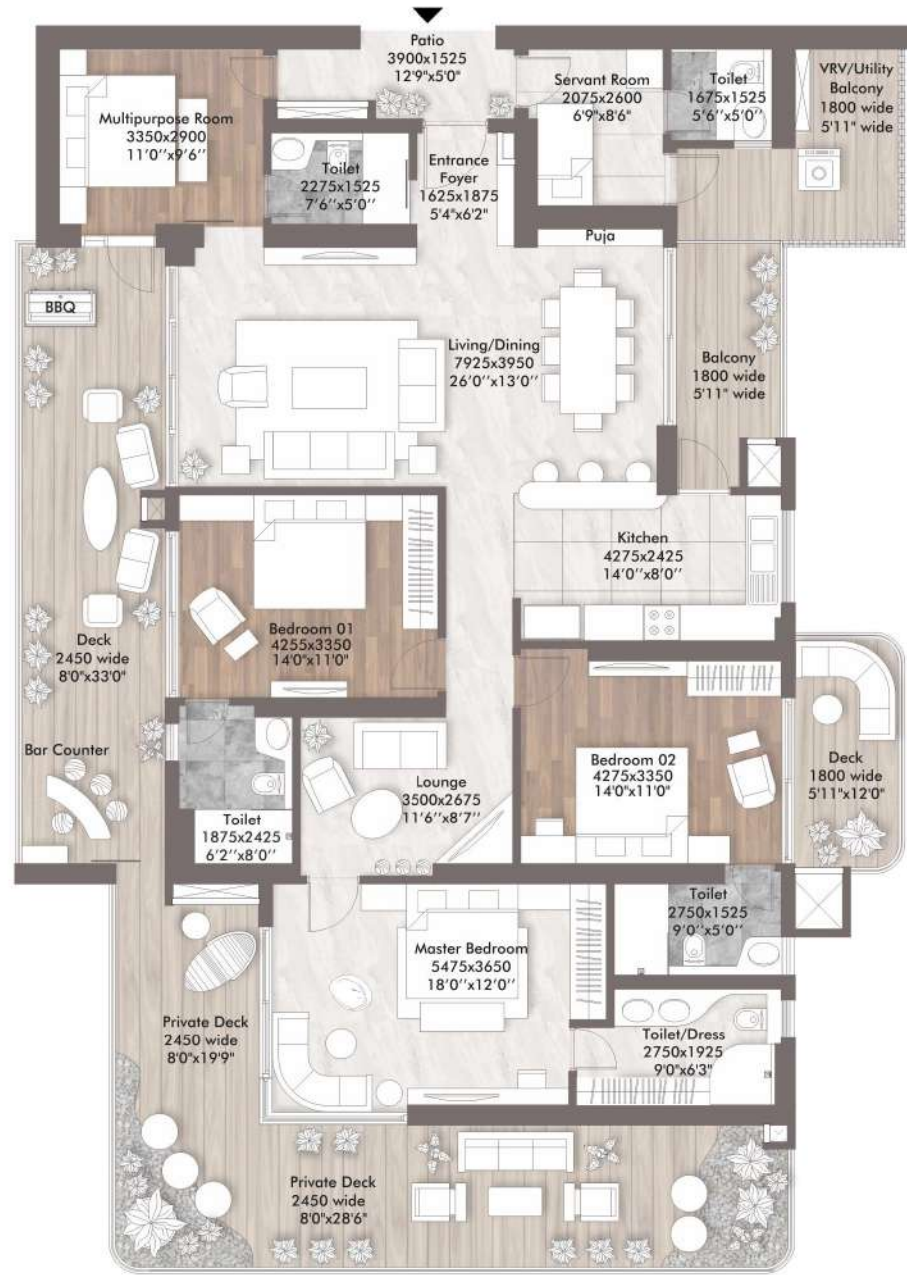 Patio
3900x1525
12'9"x5'0"
Multipurpose Room
3350x2900
11'0''x9'6''
Toilet
2275x1525
7'6''x5'0''
Entrance
Foyer
1625x1875
5'4"x6'2"
Servant Room
2075x2600
6'9"x8'6"
Toilet
1675x1525
5'6''x5'0''
VRV/Utility
Balcony
1800 wide
5'11" wide
Puja
BBQ
Living/Dining
7925x3950
26'0''x13'0''
Balcony
1800 wide
5'11" wide
Kitchen
4275x2425
14'0''x8'0''
Bedroom 01
4255x3350
14'0"x11'0"
Deck
2450 wide
8'0"x33'0"
Bar Counter
Toilet
1875x2425
6'2''x8'0''
Lounge
3500x2675
11'6''x8'7''
Bedroom 02
4275x3350
14'0"x11'0"
Deck
1800 wide
5'11"x12'0"
Toilet
2750x1525
9'0''x5'0''
Master Bedroom
5475x3650
18'0''x12'0''
Toilet/Dress
2750x1925
9'0"x6'3"
Private Deck
2450 wide
8'0"x19'9"
Private Deck
2450 wide
8'0"x28'6"